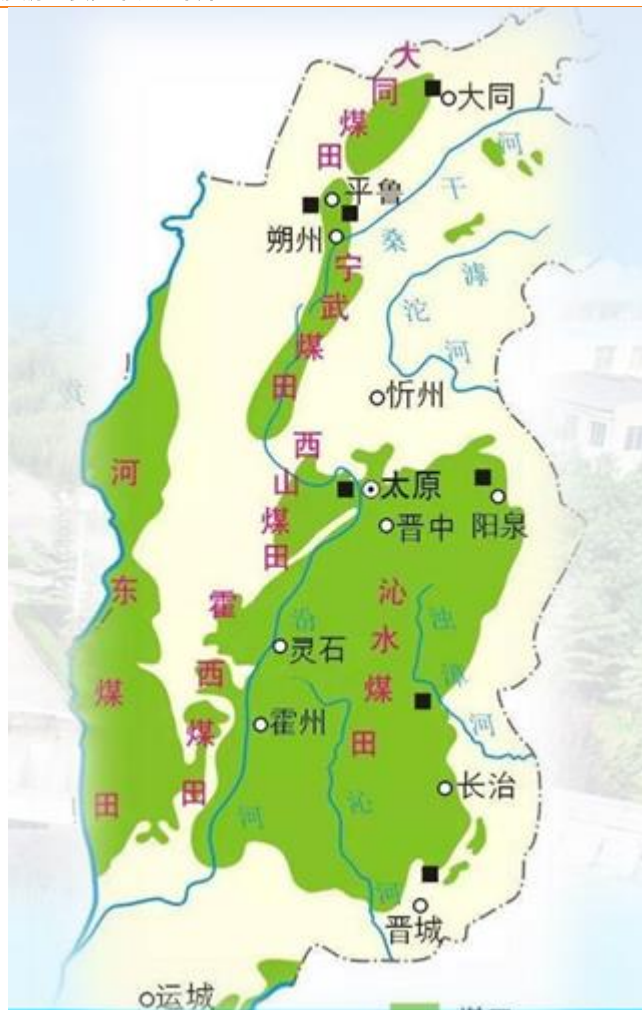 大同煤田
大同
平鲁
朔州
桑干河
滹沱河
宁武煤田
忻州
黄
河东煤田
西山煤田
太原
晋中
阳泉
霍西煤田
汾河
灵石
霍州
沁水煤田
浊漳河
沁河
长治
晋城
运城